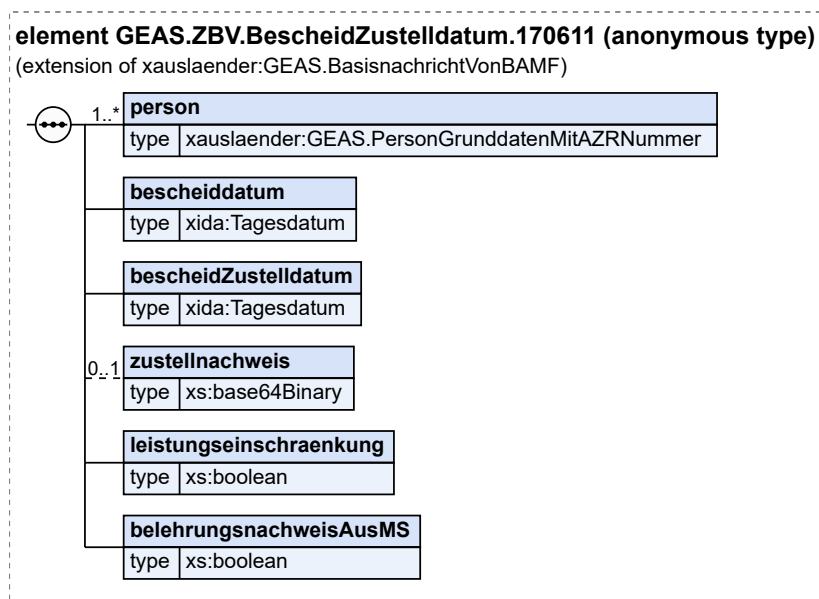 element GEAS.ZBV.BescheidZustelldatum.170611 (anonymous type)
(extension of xauslaender:GEAS.BasisnachrichtVonBAMF)
1..* person
type xauslaender:GEAS.PersonGrunddatenMitAZRNummer
bescheiddatum
type xida:Tagesdatum
bescheidZustelldatum
type xida:Tagesdatum
0..1 zustellnachweis
type xs:base64Binary
leistungseinschraenkung
type xs:boolean
belehrungsnachweisAusMS
type xs:boolean